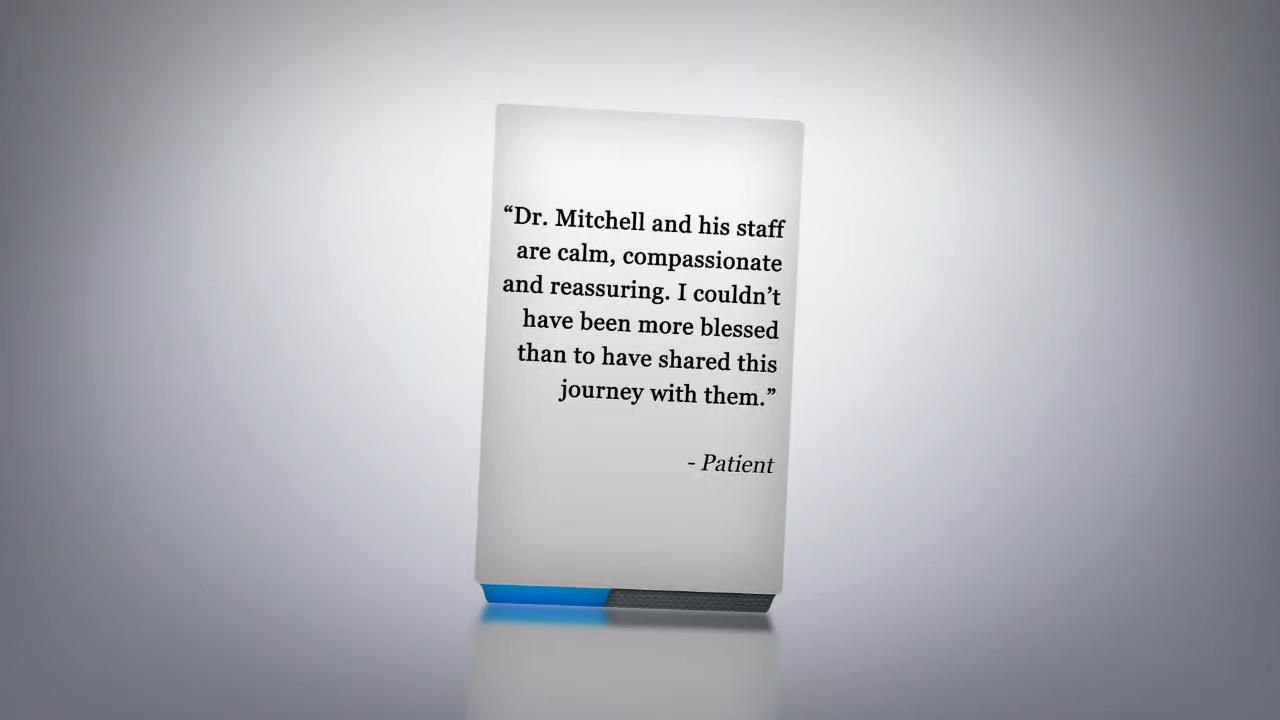 “Dr. Mitchell and his staff
are calm, compassionate
and reassuring. I couldn’t
have been more blessed
than to have shared this
journey with them.”
- Patient